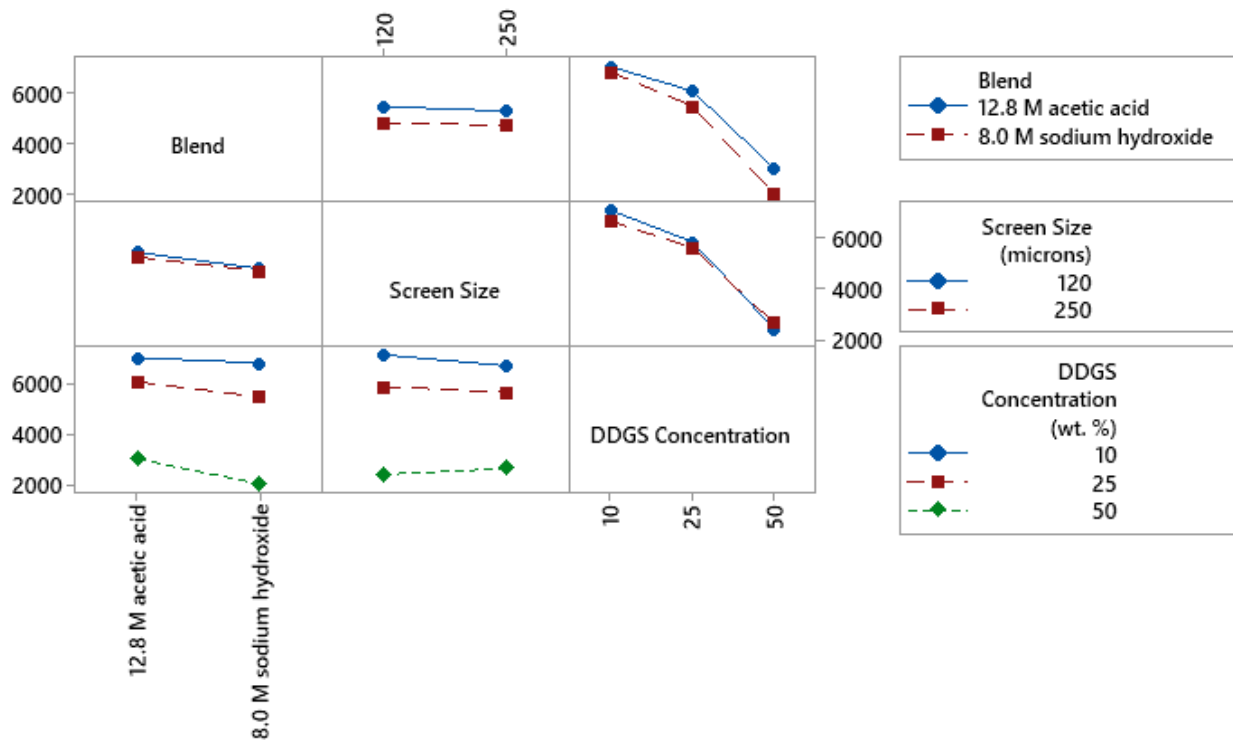 120
250
6000
4000
2000
Blend
Blend
12.8 M acetic acid
8.0 M sodium hydroxide
Screen Size
6000
4000
2000
Screen Size
(microns)
120
250
6000
4000
2000
DDGS Concentration
DDGS
Concentration
(wt. %)
10
25
50
12.8 M acetic acid
8.0 M sodium hydroxide
10
25
50